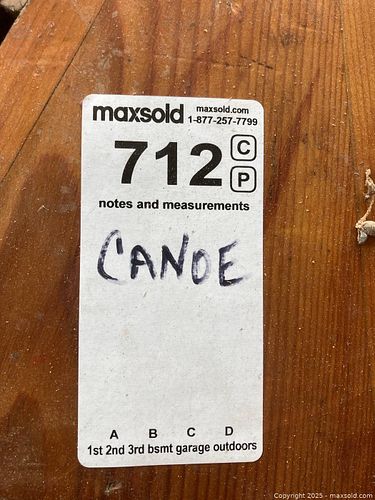 maxsold maxsold.com
1-877-257-7799
712 C
P
notes and measurements
CANOE
A B C D
1st 2nd 3rd bsmt garage outdoors
Copyright © 2025 - maxsold.com